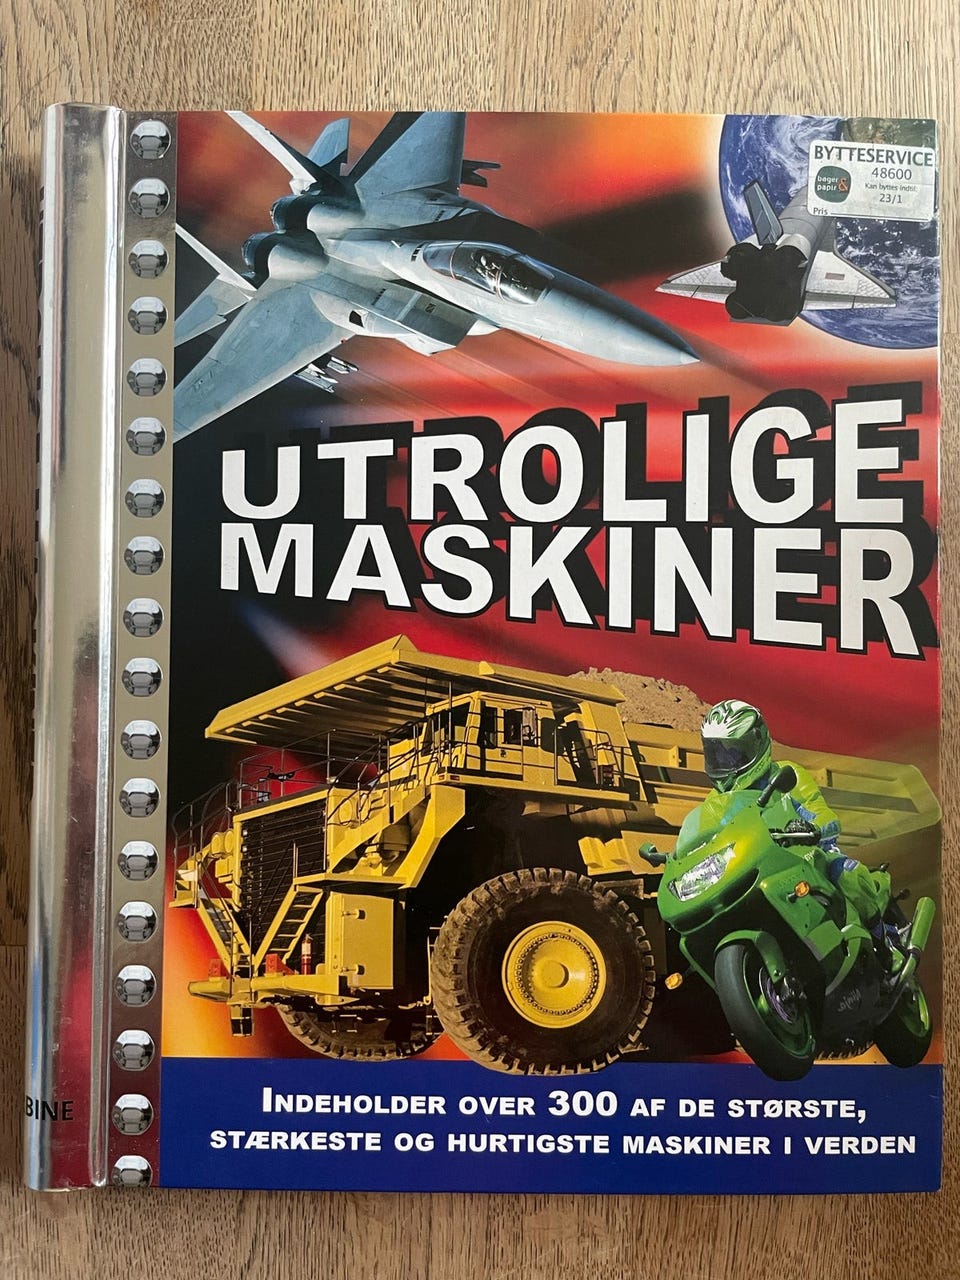 BYTTESERVICE
48600
bøger &
papir
Kan byttes indtil:
23/1
Pris
UTROLIGE
MASKINER
Ninja
BINE
INDEHOLDER OVER 300 AF DE STØRSTE,
STÆRKESTE OG HURTIGSTE MASKINER I VERDEN